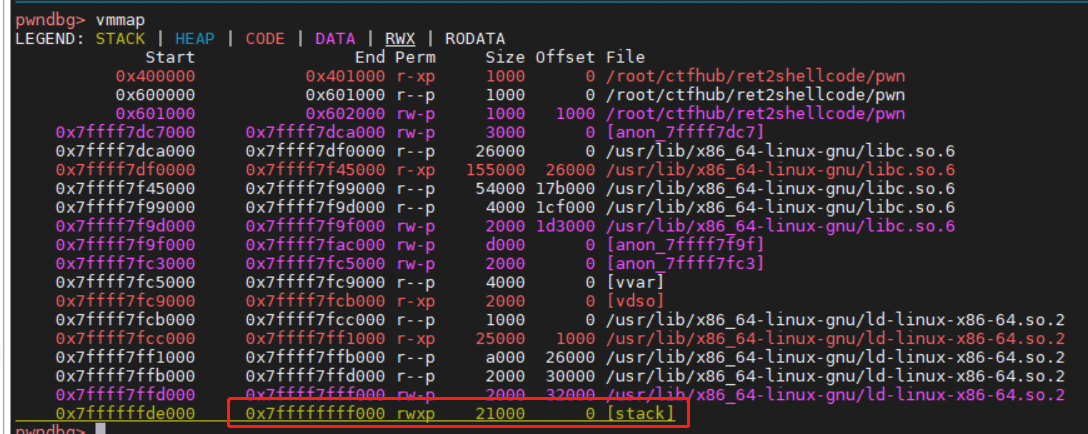 pwndbg> vmmap
LEGEND: STACK | HEAP | CODE | DATA | RWX | RODATA
Start End Perm Size Offset File
0x400000 0x401000 r-xp 1000 0 /root/ctfhub/ret2shellcode/pwn
0x600000 0x601000 r--p 1000 0 /root/ctfhub/ret2shellcode/pwn
0x601000 0x602000 rw-p 1000 1000 /root/ctfhub/ret2shellcode/pwn
0x7ffff7dc7000 0x7ffff7dca000 rw-p 3000 0 [anon_7ffff7dc7]
0x7ffff7dca000 0x7ffff7df0000 r--p 26000 0 /usr/lib/x86_64-linux-gnu/libc.so.6
0x7ffff7df0000 0x7ffff7f45000 r-xp 155000 26000 /usr/lib/x86_64-linux-gnu/libc.so.6
0x7ffff7f45000 0x7ffff7f99000 r--p 54000 17b000 /usr/lib/x86_64-linux-gnu/libc.so.6
0x7ffff7f99000 0x7ffff7f9d000 r--p 4000 1cf000 /usr/lib/x86_64-linux-gnu/libc.so.6
0x7ffff7f9d000 0x7ffff7f9f000 rw-p 2000 1d3000 /usr/lib/x86_64-linux-gnu/libc.so.6
0x7ffff7f9f000 0x7ffff7fac000 rw-p d000 0 [anon_7ffff7f9f]
0x7ffff7fc3000 0x7ffff7fc5000 rw-p 2000 0 [anon_7ffff7fc3]
0x7ffff7fc5000 0x7ffff7fc9000 r--p 4000 0 [vvar]
0x7ffff7fc9000 0x7ffff7fcb000 r-xp 2000 0 [vdso]
0x7ffff7fcb000 0x7ffff7fcc000 r--p 1000 0 /usr/lib/x86_64-linux-gnu/ld-linux-x86-64.so.2
0x7ffff7fcc000 0x7ffff7ff1000 r-xp 25000 1000 /usr/lib/x86_64-linux-gnu/ld-linux-x86-64.so.2
0x7ffff7ff1000 0x7ffff7ffb000 r--p a000 26000 /usr/lib/x86_64-linux-gnu/ld-linux-x86-64.so.2
0x7ffff7ffb000 0x7ffff7ffd000 r--p 2000 30000 /usr/lib/x86_64-linux-gnu/ld-linux-x86-64.so.2
0x7ffff7ffd000 0x7ffff7fff000 rw-p 2000 32000 /usr/lib/x86_64-linux-gnu/ld-linux-x86-64.so.2
0x7ffffffde000 0x7ffffffff000 rwxp 21000 0 [stack]
pwndbg>